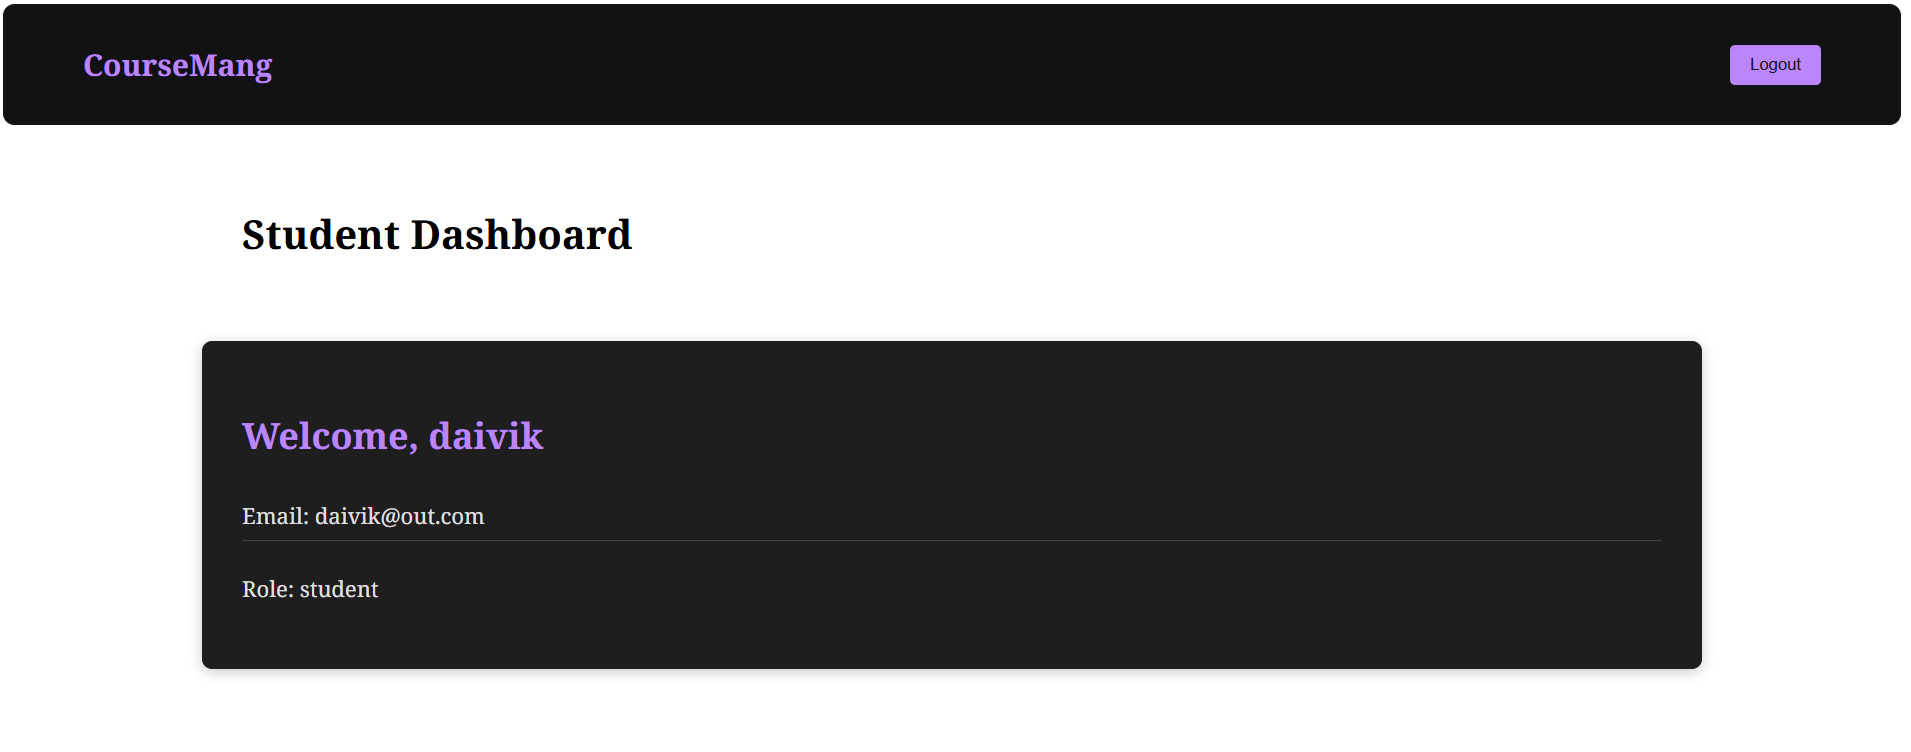 CourseMang
Logout
Student Dashboard
Welcome, daivik
Email: daivik@out.com
Role: student